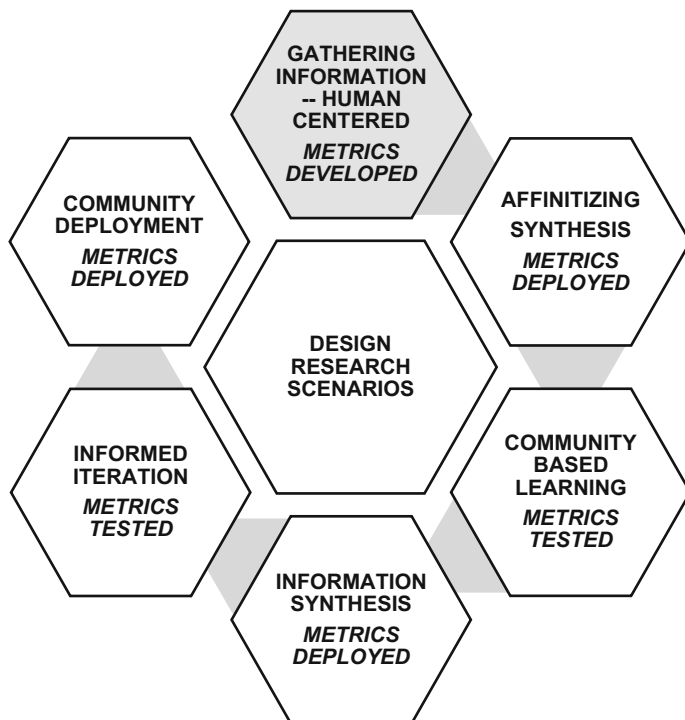 GATHERING
INFORMATION
-- HUMAN
CENTERED
METRICS
DEVELOPED
AFFINITIZING
SYNTHESIS
METRICS
DEPLOYED
COMMUNITY
BASED
LEARNING
METRICS
TESTED
INFORMATION
SYNTHESIS
METRICS
DEPLOYED
INFORMED
ITERATION
METRICS
TESTED
COMMUNITY
DEPLOYMENT
METRICS
DEPLOYED
DESIGN
RESEARCH
SCENARIOS